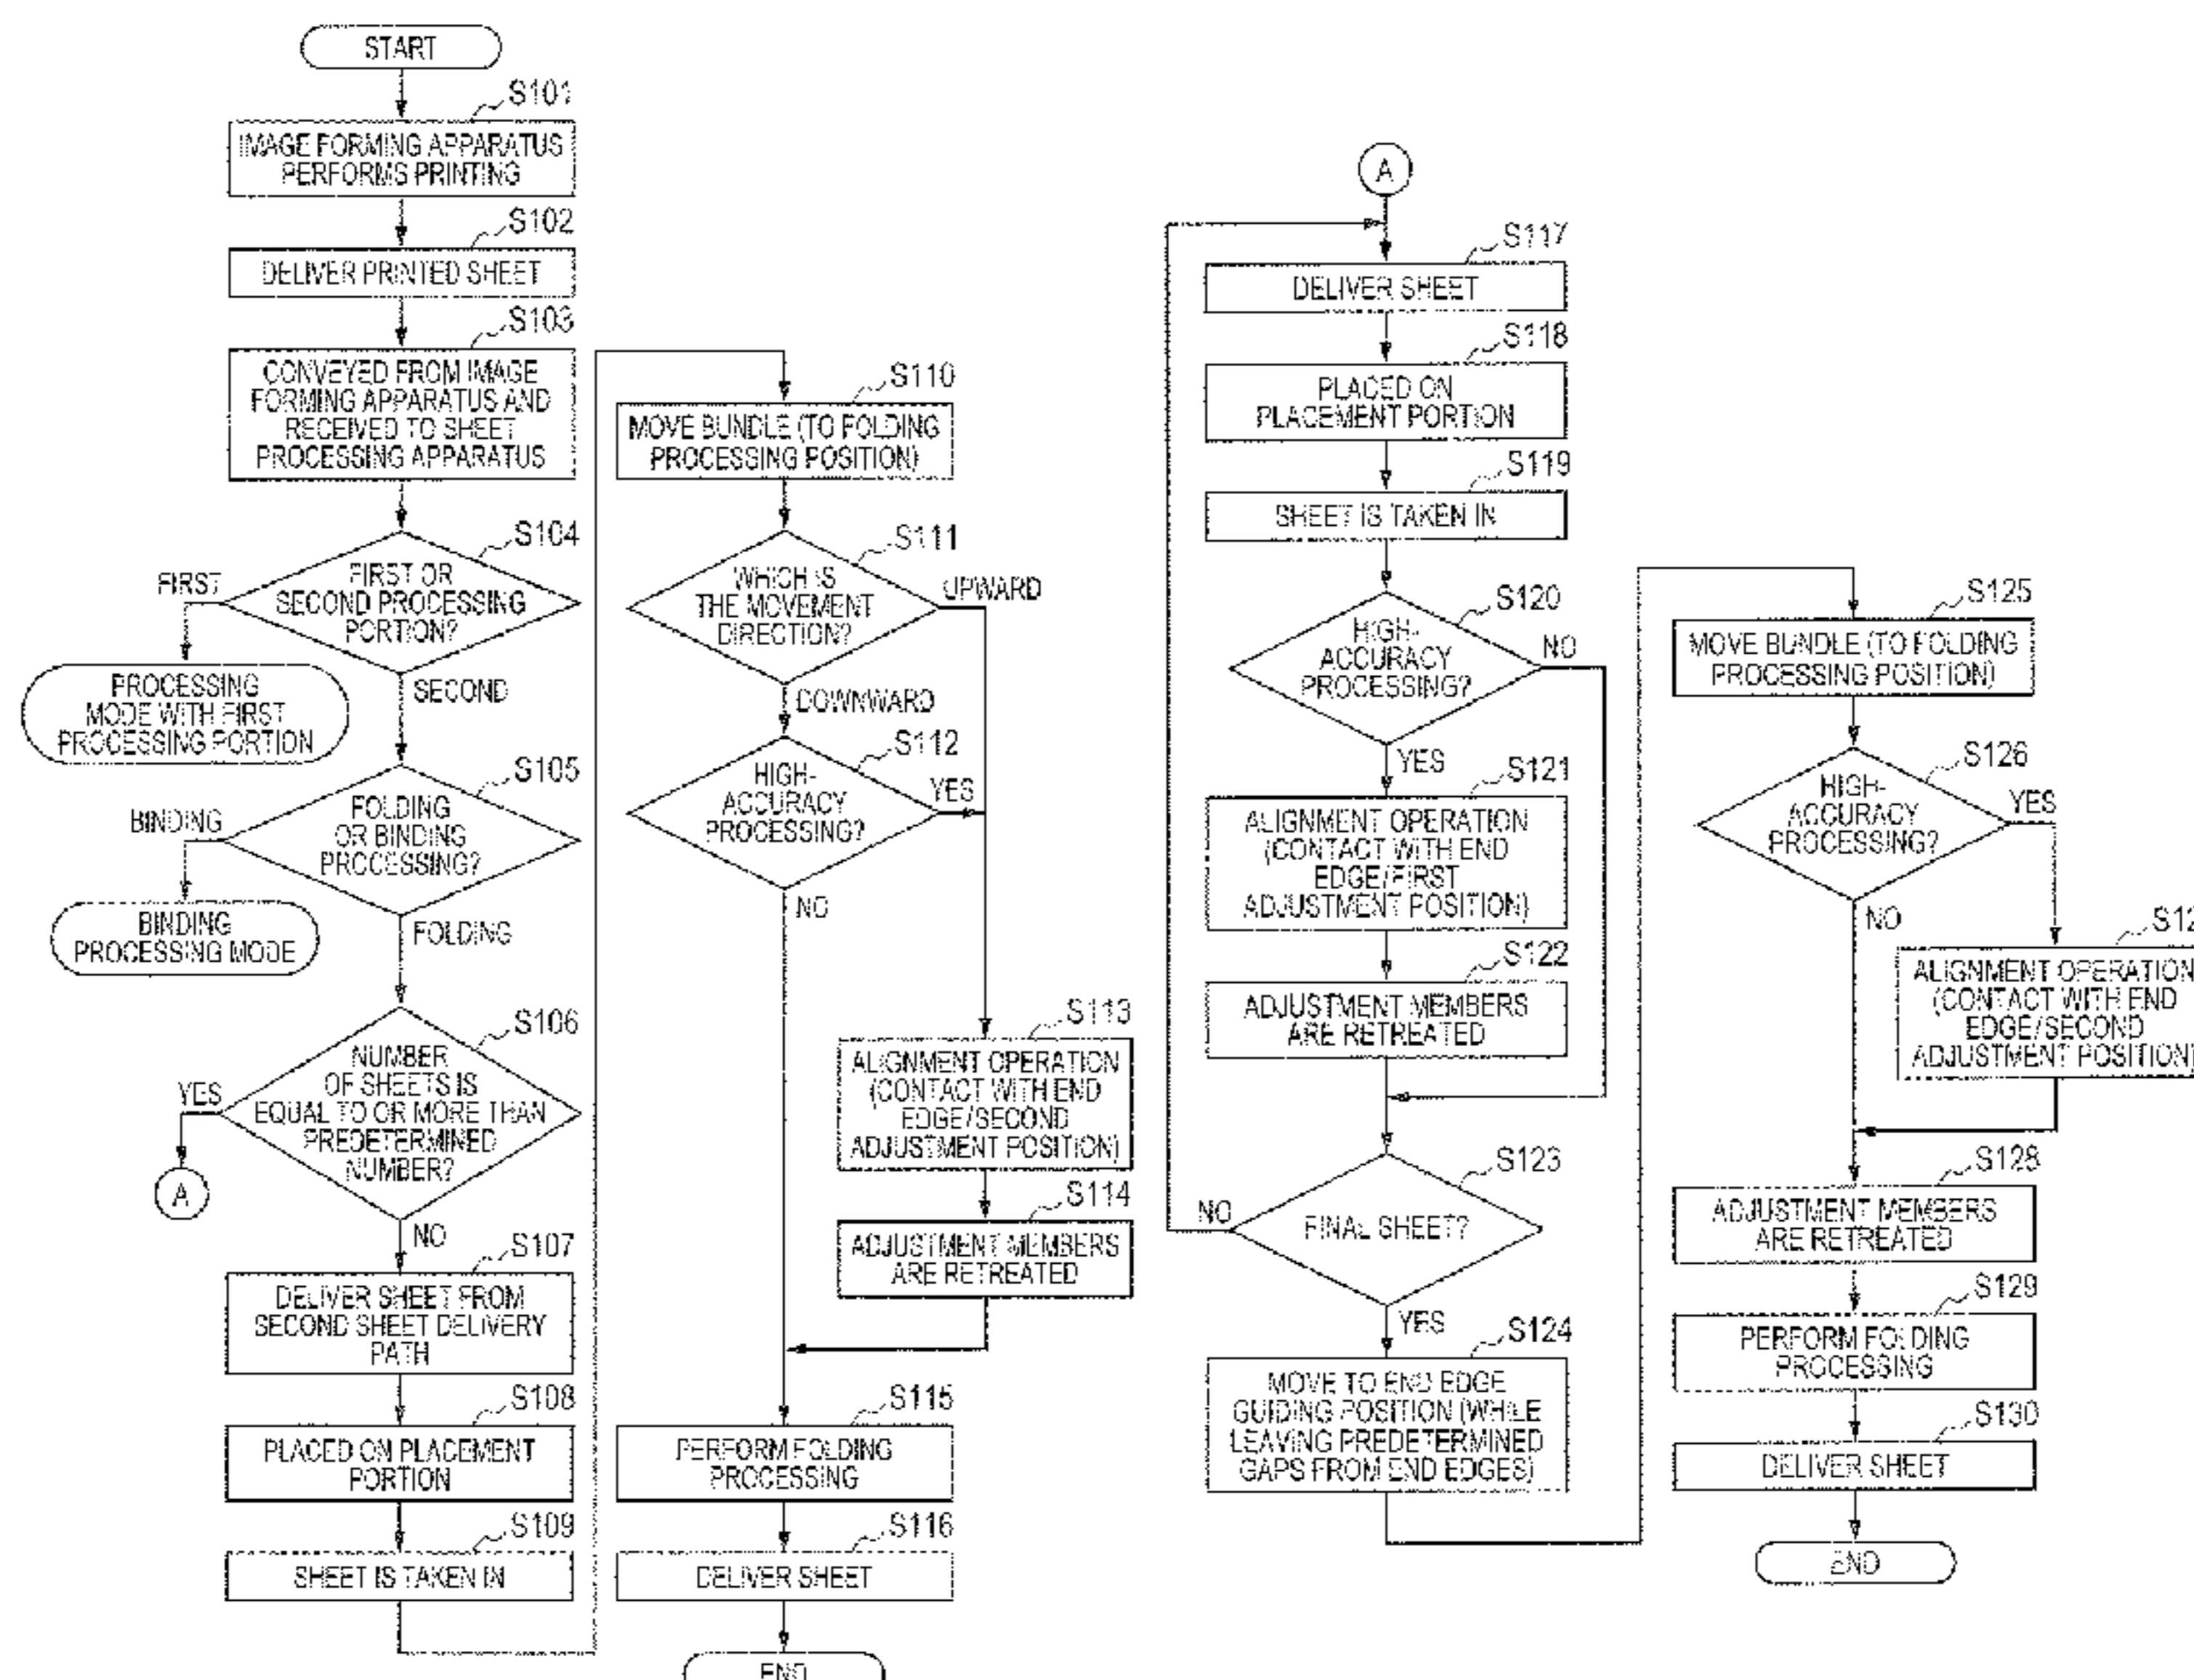 START
S101
IMAGE FORMING APPARATUS
PERFORMS PRINTING
S102
DELIVER PRINTED SHEET
S103
CONVEYED FROM IMAGE
FORMING APPARATUS AND
RECEIVED TO SHEET
PROCESSING APPARATUS
S104
FIRST OR
SECOND PROCESSING
PORTION?
FIRST
SECOND
PROCESSING
MODE WITH FIRST
PROCESSING PORTION
S105
FOLDING
OR BINDING
PROCESSING?
BINDING
FOLDING
BINDING
PROCESSING MODE
S106
NUMBER
OF SHEETS IS
EQUAL TO OR MORE THAN
PREDETERMINED
NUMBER?
YES
A
NO
S107
DELIVER SHEET FROM
SECOND SHEET DELIVERY
PATH
S108
PLACED ON PLACEMENT
PORTION
S109
SHEET IS TAKEN IN
S110
MOVE BUNDLE (TO FOLDING
PROCESSING POSITION)
S111
WHICH IS
THE MOVEMENT
DIRECTION?
UPWARD
DOWNWARD
S112
HIGH-
ACCURACY
PROCESSING?
YES
NO
S113
ALIGNMENT OPERATION
(CONTACT WITH END
EDGE/SECOND
ADJUSTMENT POSITION)
S114
ADJUSTMENT MEMBERS
ARE RETREATED
S115
PERFORM FOLDING
PROCESSING
S116
DELIVER SHEET
END
A
S117
DELIVER SHEET
S118
PLACED ON
PLACEMENT PORTION
S119
SHEET IS TAKEN IN
S120
HIGH-
ACCURACY
PROCESSING?
NO
YES
S121
ALIGNMENT OPERATION
(CONTACT WITH END
EDGE/FIRST
ADJUSTMENT POSITION)
S122
ADJUSTMENT MEMBERS
ARE RETREATED
S123
FINAL SHEET?
NO
YES
S124
MOVE TO END EDGE
GUIDING POSITION (WHILE
LEAVING PREDETERMINED
GAPS FROM END EDGES)
S125
MOVE BUNDLE (TO FOLDING
PROCESSING POSITION)
S126
HIGH-
ACCURACY
PROCESSING?
YES
NO
ALIGNMENT OPERATION
(CONTACT WITH END
EDGE/SECOND
ADJUSTMENT POSITION)
S128
ADJUSTMENT MEMBERS
ARE RETREATED
S129
PERFORM FOLDING
PROCESSING
S130
DELIVER SHEET
END